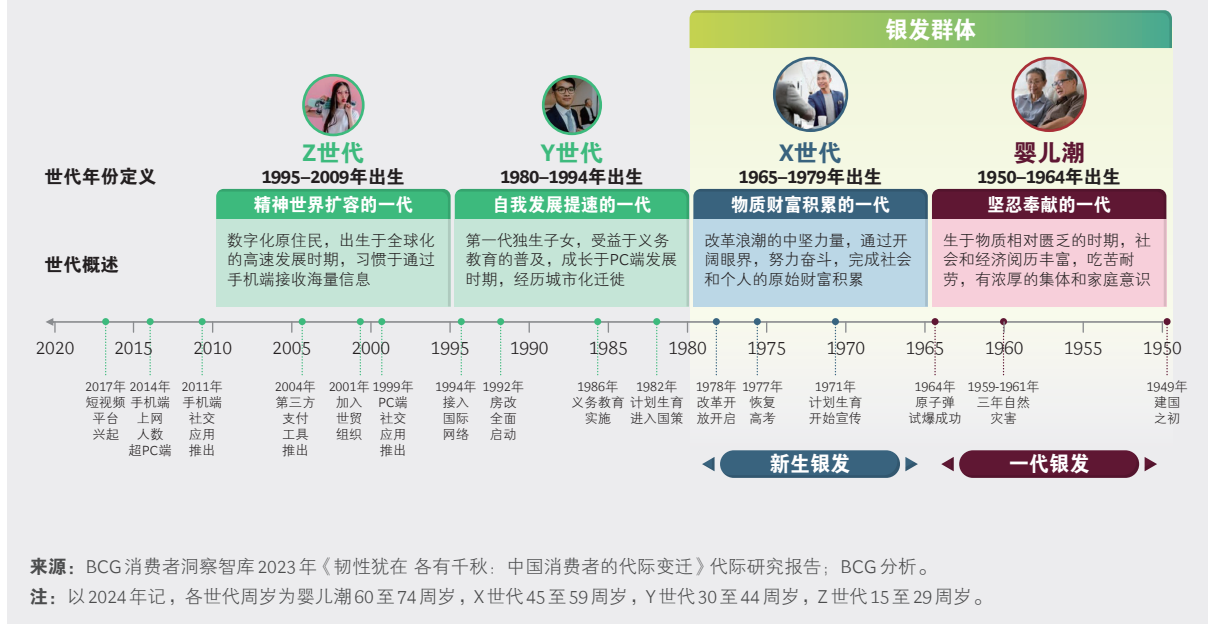 银发群体
Z世代
Y世代
X世代
婴儿潮
世代年份定义
1995–2009年出生
1980–1994年出生
1965–1979年出生
1950–1964年出生
精神世界扩容的一代
自我发展提速的一代
物质财富积累的一代
坚忍奉献的一代
世代概述
数字化原住民，出生于全球化
的高速发展时期，习惯于通过
手机端接收海量信息
第一代独生子女，受益于义务
教育的普及，成长于PC端发展
时期，经历城市化迁徙
改革浪潮的中坚力量，通过开
阔眼界，努力奋斗，完成社会
和个人的原始财富积累
生于物质相对匮乏的时期，社
会和经济阅历丰富，吃苦耐
劳，有浓厚的集体和家庭意识
2020
2015
2010
2005
2000
1995
1990
1985
1980
1975
1970
1965
1960
1955
1950
2017年
短视频
平台
兴起
2014年
手机端
上网
人数
超PC端
2011年
手机端
社交
应用
推出
2004年
第三方
支付
工具
推出
2001年
加入
世贸
组织
1999年
PC端
社交
应用
推出
1994年
接入
国际
网络
1992年
房改
全面
启动
1986年
义务教育
实施
1982年
计划生育
进入国策
1978年
改革开
放开启
1977年
恢复
高考
1971年
计划生育
开始宣传
1964年
原子弹
试爆成功
1959-1961年
三年自然
灾害
1949年
建国
之初
新生银发
一代银发
来源：BCG消费者洞察智库2023年《韧性犹在 各有千秋：中国消费者的代际变迁》代际研究报告；BCG分析。
注：以2024年记，各世代周岁为婴儿潮60至74周岁，X世代45至59周岁，Y世代30至44周岁，Z世代15至29周岁。